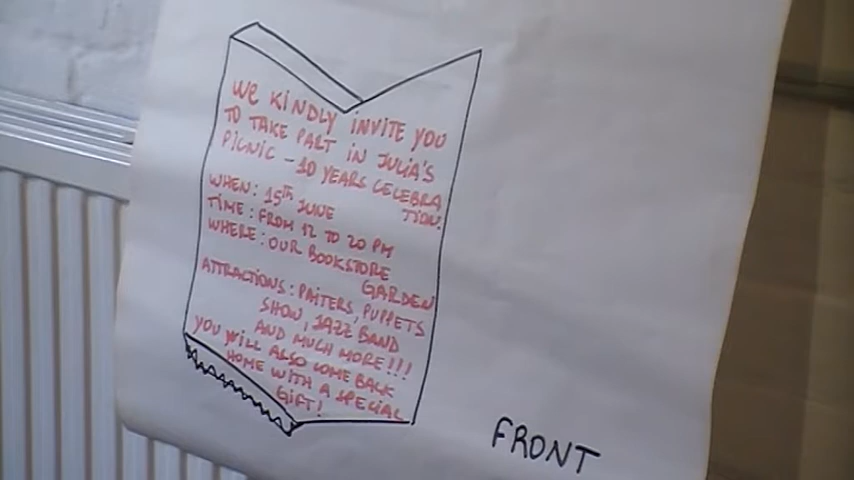 We KINDLY INVITE YOU
TO TAKE PART IN JULIA'S
PICNIC - 10 YEARS CELEBRA
TION!
WHEN: 15TH JUNE
TIME: FROM 12 TO 20 PM
WHERE: OUR BOOKSTORE
GARDEN
ATTRACTIONS: PAITERS, PUPPETS
SHOW, JAZZ BAND
AND MUCH MORE!!!
YOU WILL ALSO COME BACK
HOME WITH A SPECIAL
GIFT!
FRONT